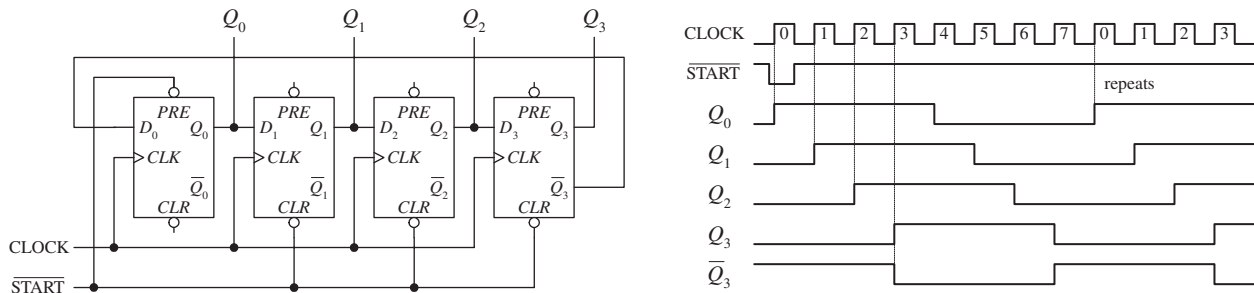 Q0 Q1 Q2 Q3
PRE PRE PRE PRE
D0 Q0 D1 Q1 D2 Q2 D3 Q3
CLK CLK CLK CLK
Q̅0 Q̅1 Q̅2 Q̅3
CLR CLR CLR CLR
CLOCK
S̅T̅A̅R̅T̅
CLOCK 0 1 2 3 4 5 6 7 0 1 2 3
S̅T̅A̅R̅T̅
repeats
Q0
Q1
Q2
Q3
Q̅3